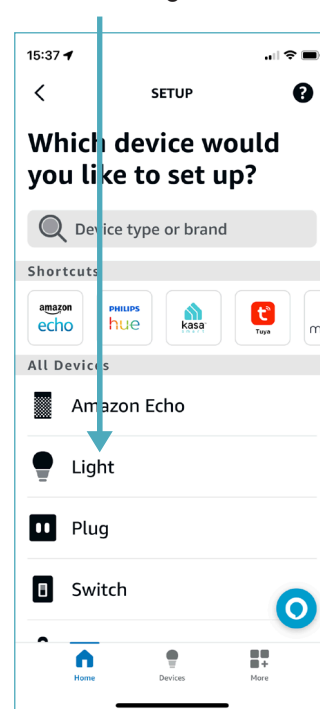 15:37
SETUP
?
Which device would
you like to set up?
Device type or brand
Shortcuts
amazon
echo
PHILIPS
hue
kasa
Tuya
m
All Devices
Amazon Echo
Light
Plug
Switch
Home
Devices
More